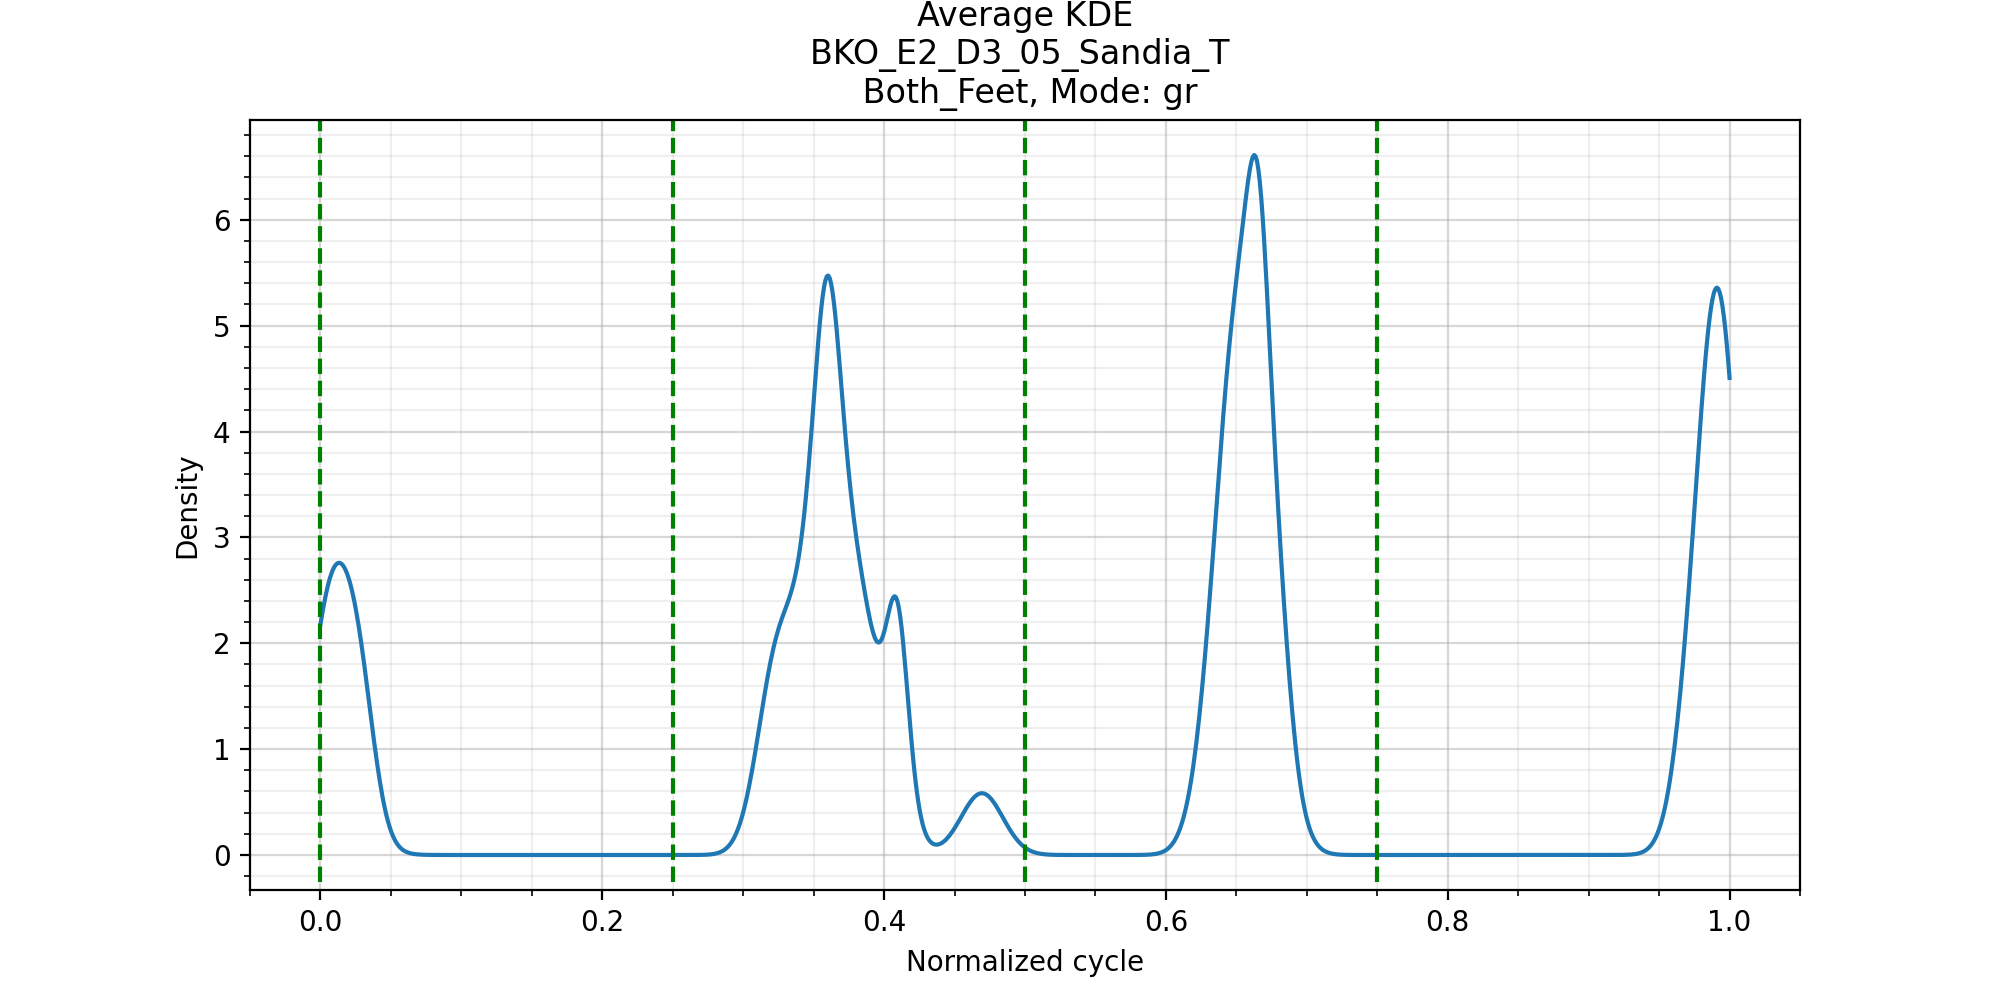 Average KDE
BKO_E2_D3_05_Sandia_T
Both_Feet, Mode: gr
6
5
4
3
2
1
0
Density
0.0 0.2 0.4 0.6 0.8 1.0
Normalized cycle